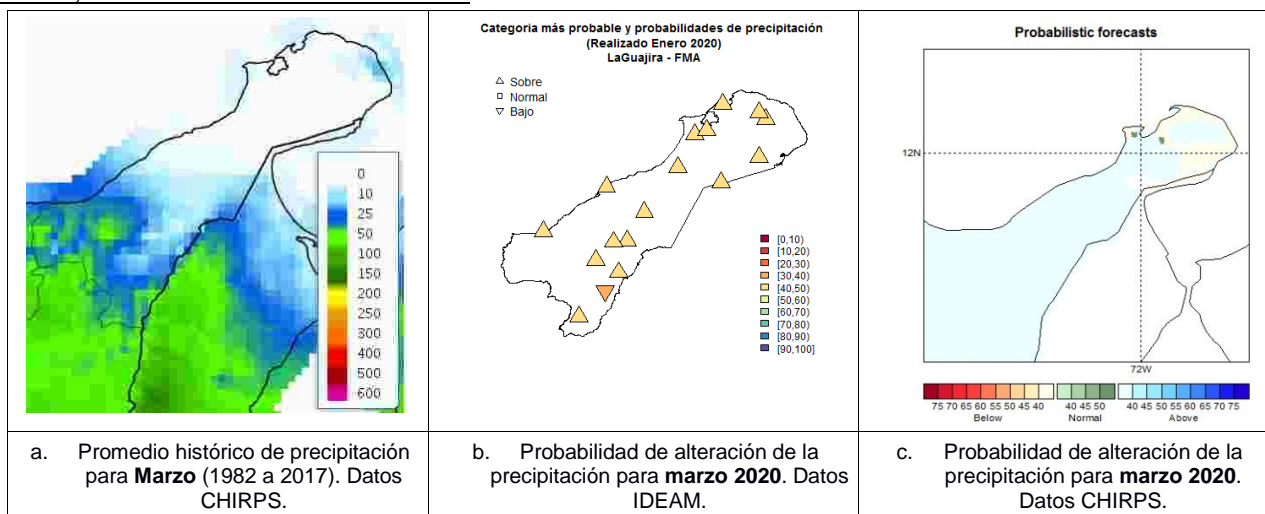 0
10
25
50
100
150
200
250
300
400
500
600
Categoría más probable y probabilidades de precipitación
(Realizado Enero 2020)
LaGuajira - FMA
Sobre
Normal
Bajo
[0,10)
[10,20)
[20,30)
[30,40)
[40,50)
[50,60)
[60,70)
[70,80)
[80,90)
[90,100]
Probabilistic forecasts
12N
72W
75 70 65 60 55 50 45 40 40 45 50 40 45 50 55 60 65 70 75
Below Normal Above
a. Promedio histórico de precipitación
para Marzo (1982 a 2017). Datos
CHIRPS.
b. Probabilidad de alteración de la
precipitación para marzo 2020. Datos
IDEAM.
c. Probabilidad de alteración de la
precipitación para marzo 2020.
Datos CHIRPS.